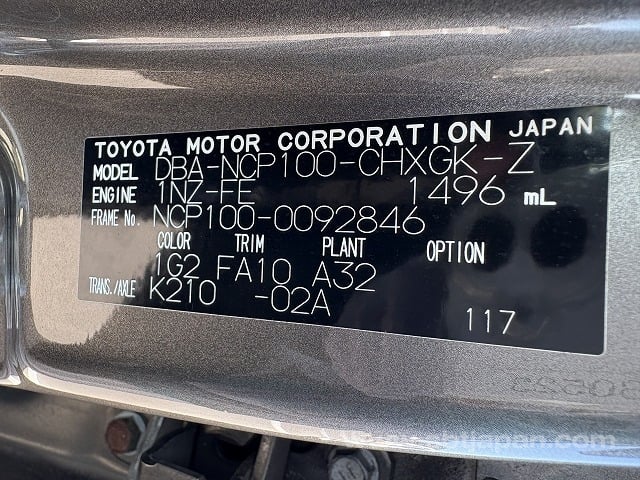 TOYOTA MOTOR CORPORATION JAPAN
MODEL DBA-NCP100-CHXGK-Z
ENGINE 1NZ-FE 1496 mL
FRAME No. NCP100-0092846
COLOR TRIM PLANT OPTION
1G2 FA10 A32
TRANS./AXLE K210 -02A
117